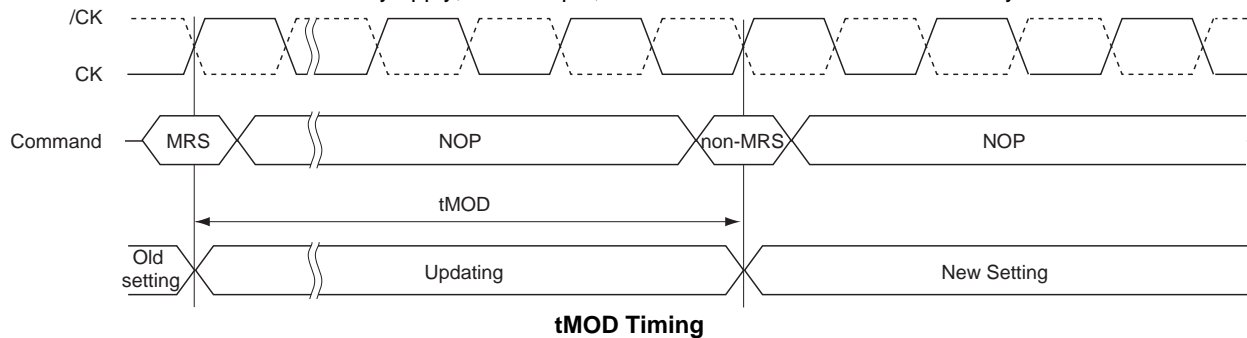 /CK
CK
Command MRS NOP non-MRS NOP
tMOD
Old setting Updating New Setting
tMOD Timing